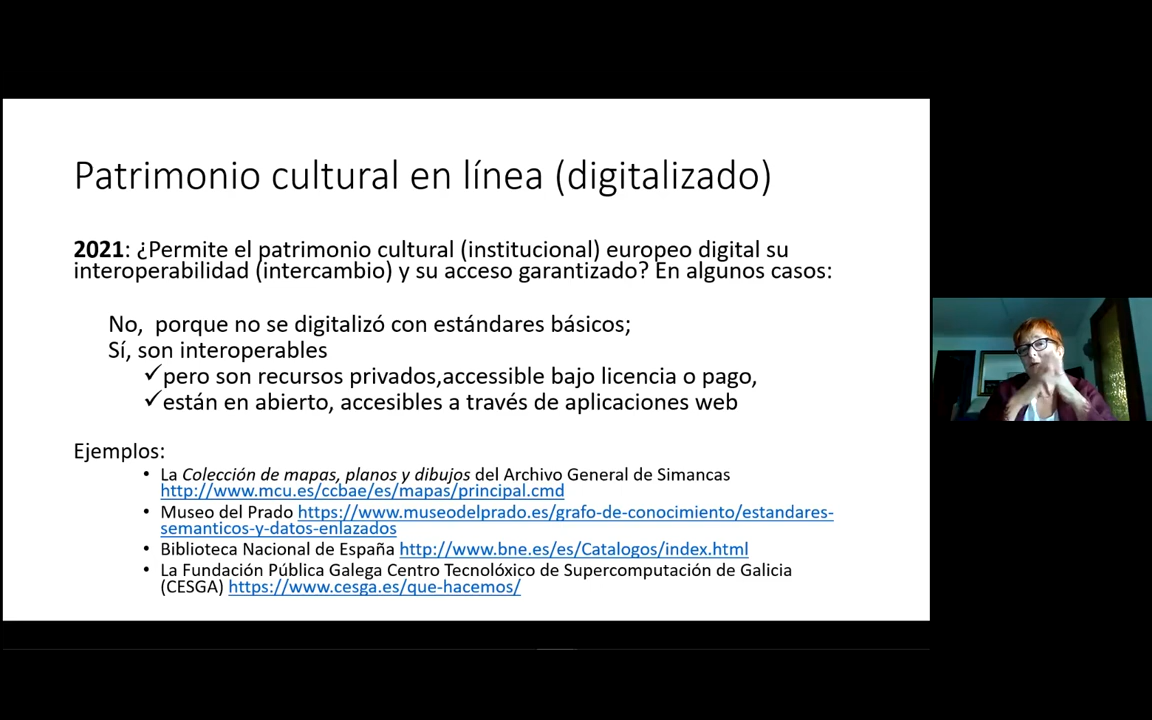 Patrimonio cultural en línea (digitalizado)
2021: ¿Permite el patrimonio cultural (institucional) europeo digital su
interoperabilidad (intercambio) y su acceso garantizado? En algunos casos:
No, porque no se digitalizó con estándares básicos;
Sí, son interoperables
✓pero son recursos privados,accessible bajo licencia o pago,
✓están en abierto, accesibles a través de aplicaciones web
Ejemplos:
• La Colección de mapas, planos y dibujos del Archivo General de Simancas
http://www.mcu.es/ccbae/es/mapas/principal.cmd
• Museo del Prado https://www.museodelprado.es/grafo-de-conocimiento/estandares-
semanticos-y-datos-enlazados
• Biblioteca Nacional de España http://www.bne.es/es/Catalogos/index.html
• La Fundación Pública Galega Centro Tecnolóxico de Supercomputación de Galicia
(CESGA) https://www.cesga.es/que-hacemos/